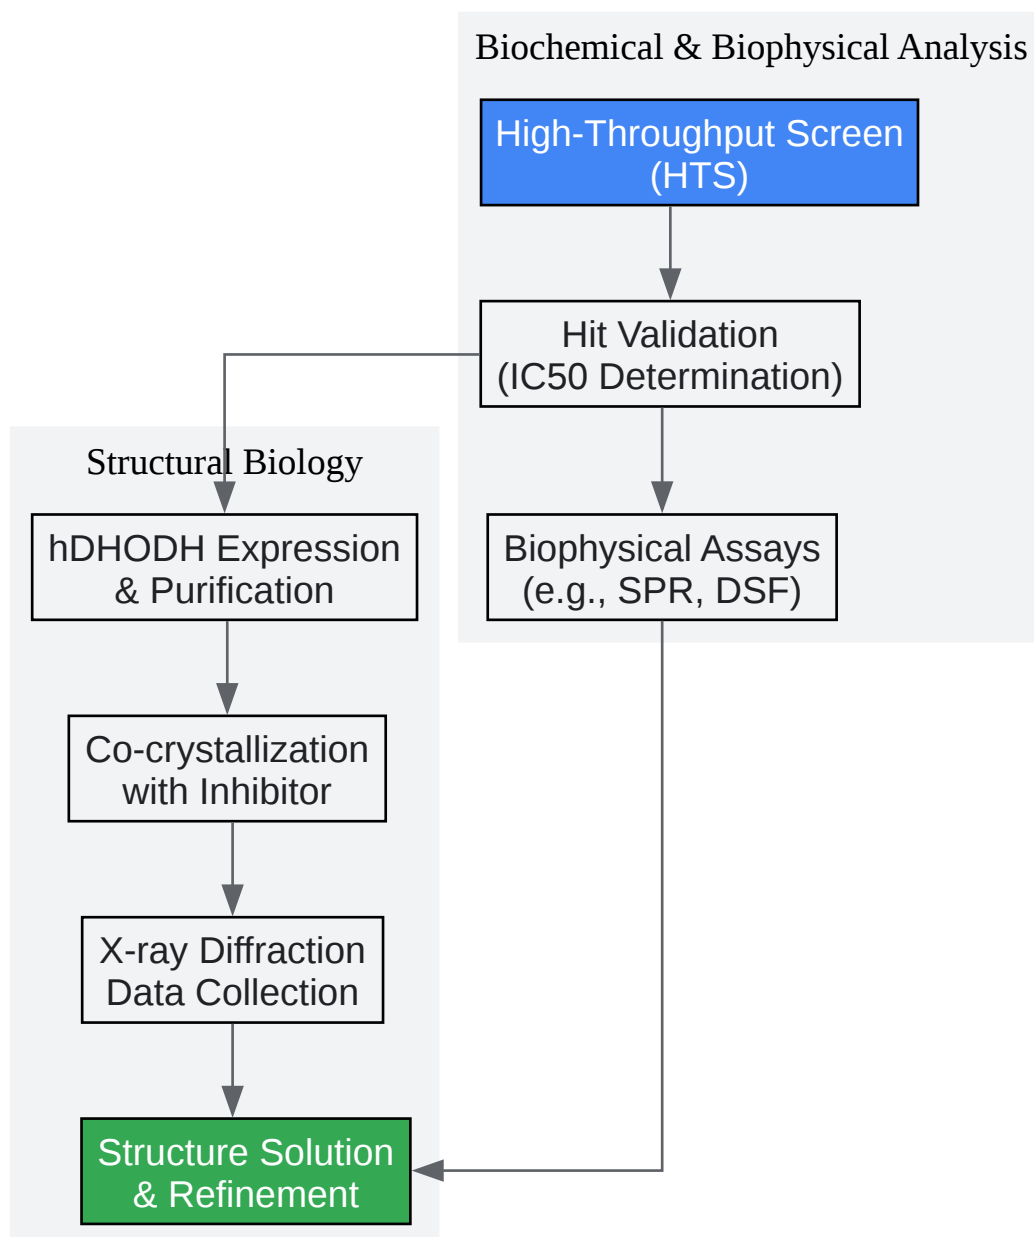 Biochemical & Biophysical Analysis
High-Throughput Screen
(HTS)
Hit Validation
(IC50 Determination)
Structural Biology
hDHODH Expression
& Purification
Biophysical Assays
(e.g., SPR, DSF)
Co-crystallization
with Inhibitor
X-ray Diffraction
Data Collection
Structure Solution
& Refinement